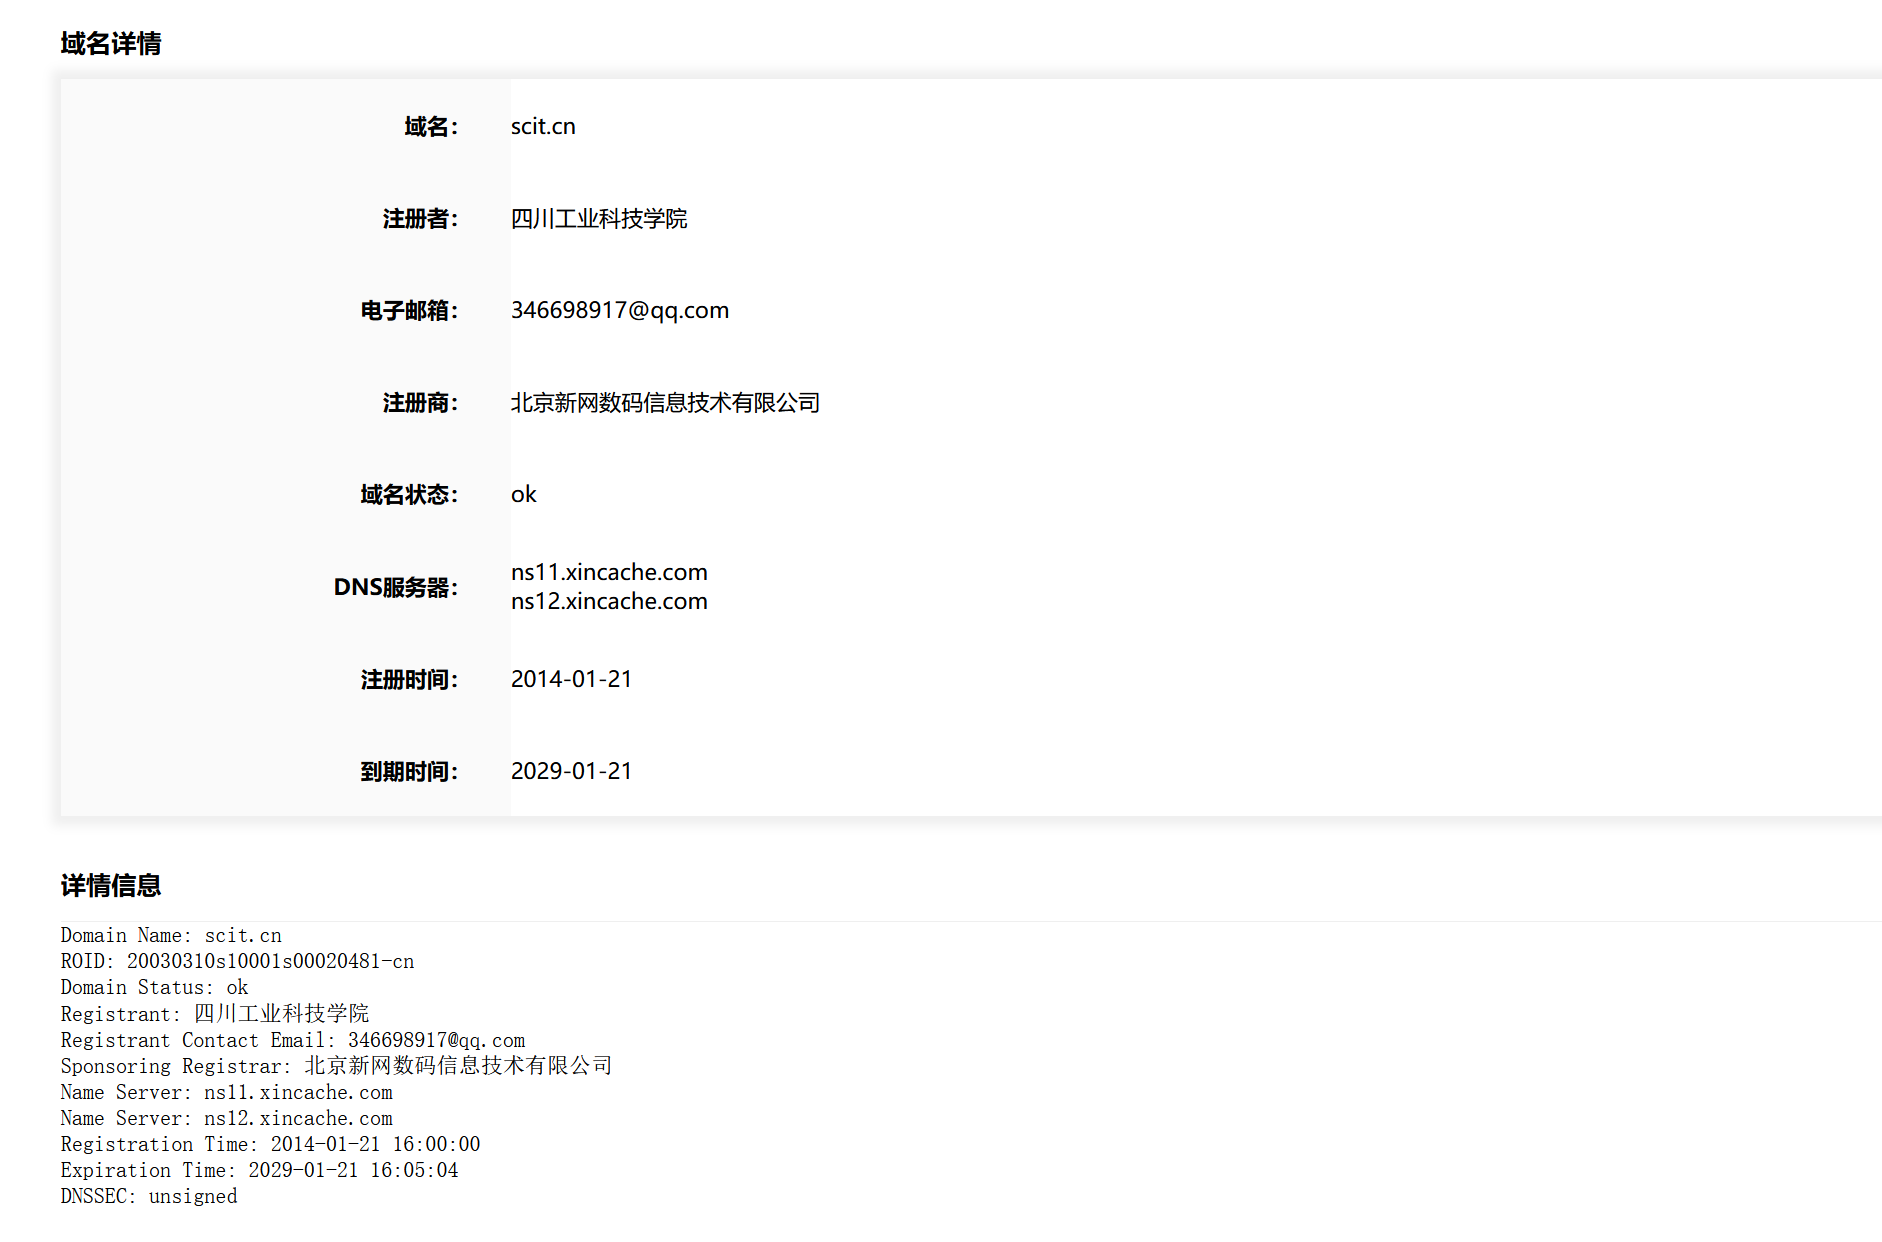 域名详情
域名： scit.cn
注册者： 四川工业科技学院
电子邮箱： 346698917@qq.com
注册商： 北京新网数码信息技术有限公司
域名状态： ok
DNS服务器： ns11.xincache.com
ns12.xincache.com
注册时间： 2014-01-21
到期时间： 2029-01-21
详情信息
Domain Name: scit.cn
ROID: 20030310s10001s00020481-cn
Domain Status: ok
Registrant: 四川工业科技学院
Registrant Contact Email: 346698917@qq.com
Sponsoring Registrar: 北京新网数码信息技术有限公司
Name Server: ns11.xincache.com
Name Server: ns12.xincache.com
Registration Time: 2014-01-21 16:00:00
Expiration Time: 2029-01-21 16:05:04
DNSSEC: unsigned